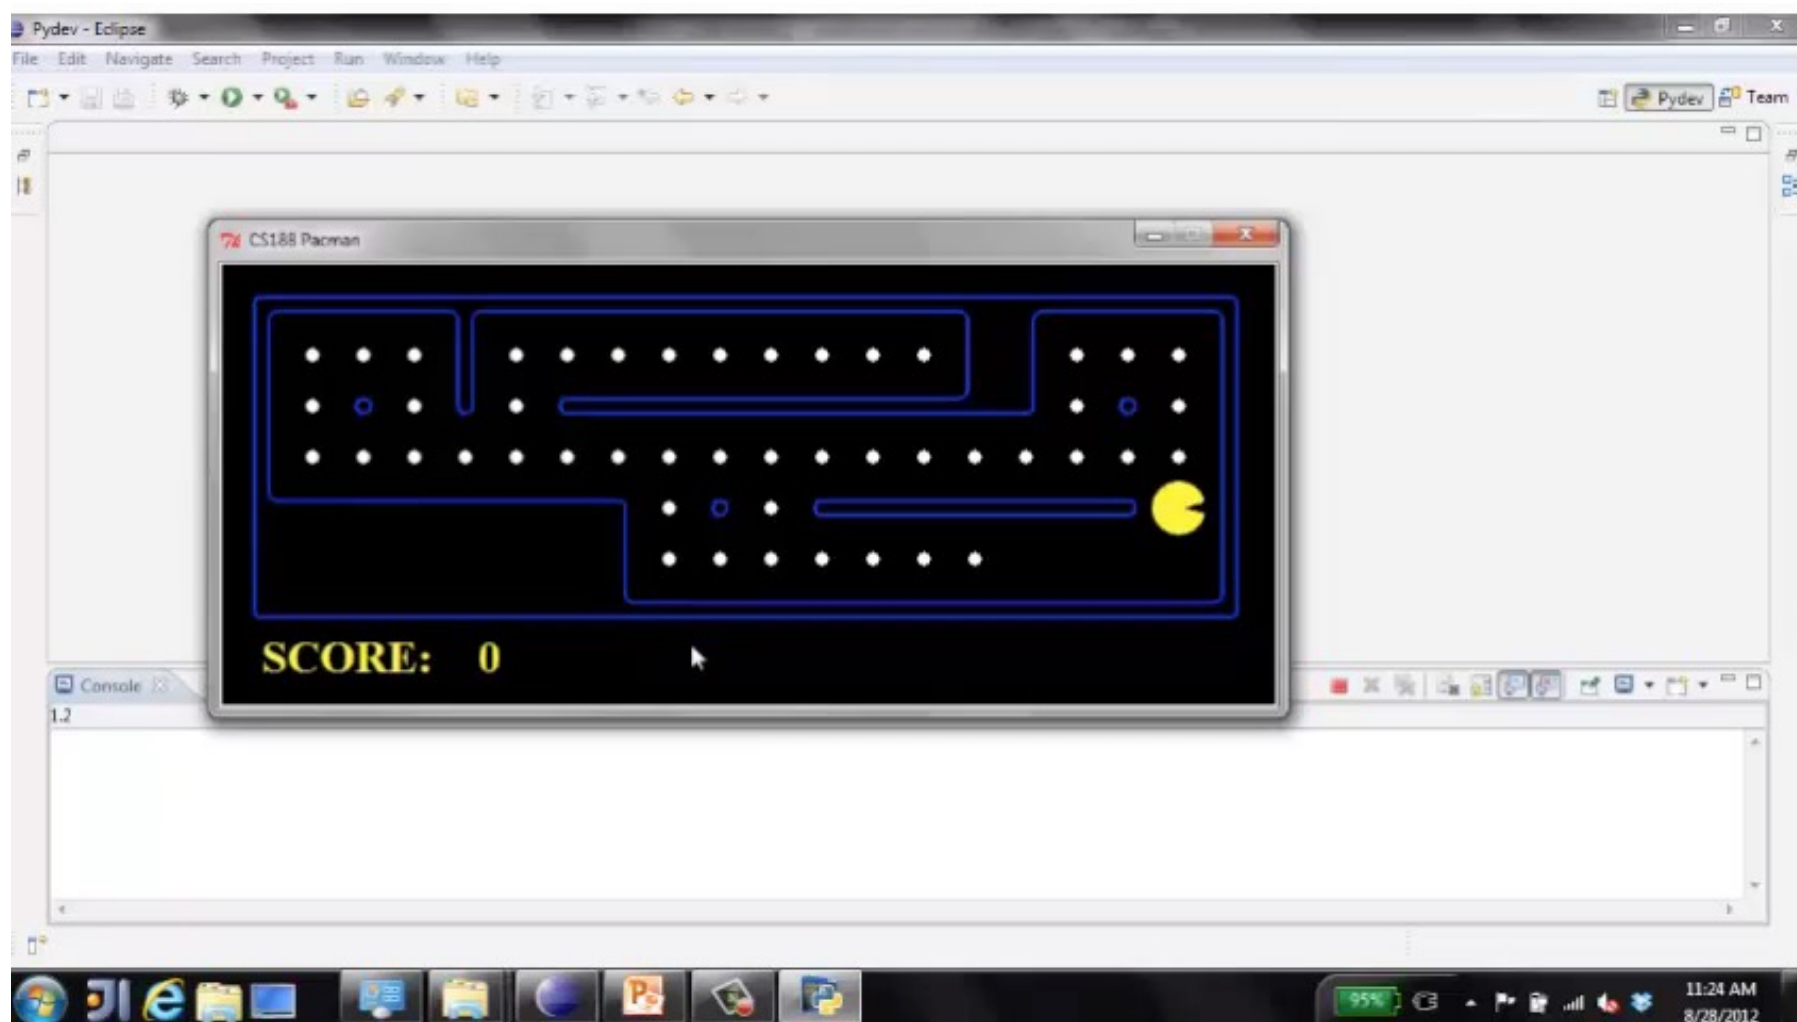 Pydev - Eclipse
File Edit Navigate Search Project Run Window Help
Pydev Team
CS188 Pacman
SCORE: 0
Console
1.2
95%
11:24 AM
8/28/2012